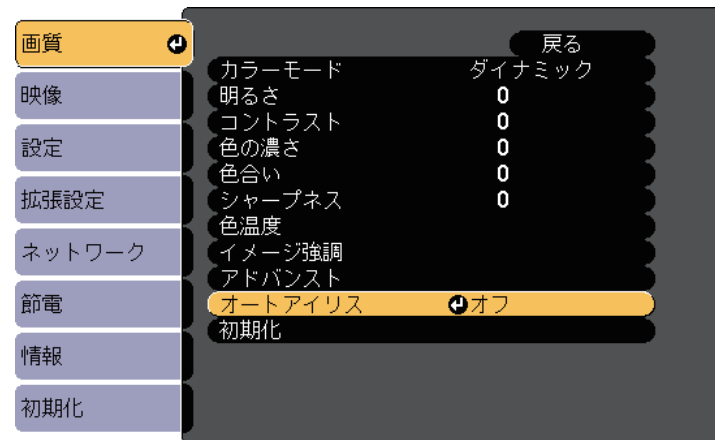 画質
映像
設定
拡張設定
ネットワーク
節電
情報
初期化
戻る
カラーモード ダイナミック
明るさ 0
コントラスト 0
色の濃さ 0
色合い 0
シャープネス 0
色温度
イメージ強調
アドバンスト
オートアイリス オフ
初期化